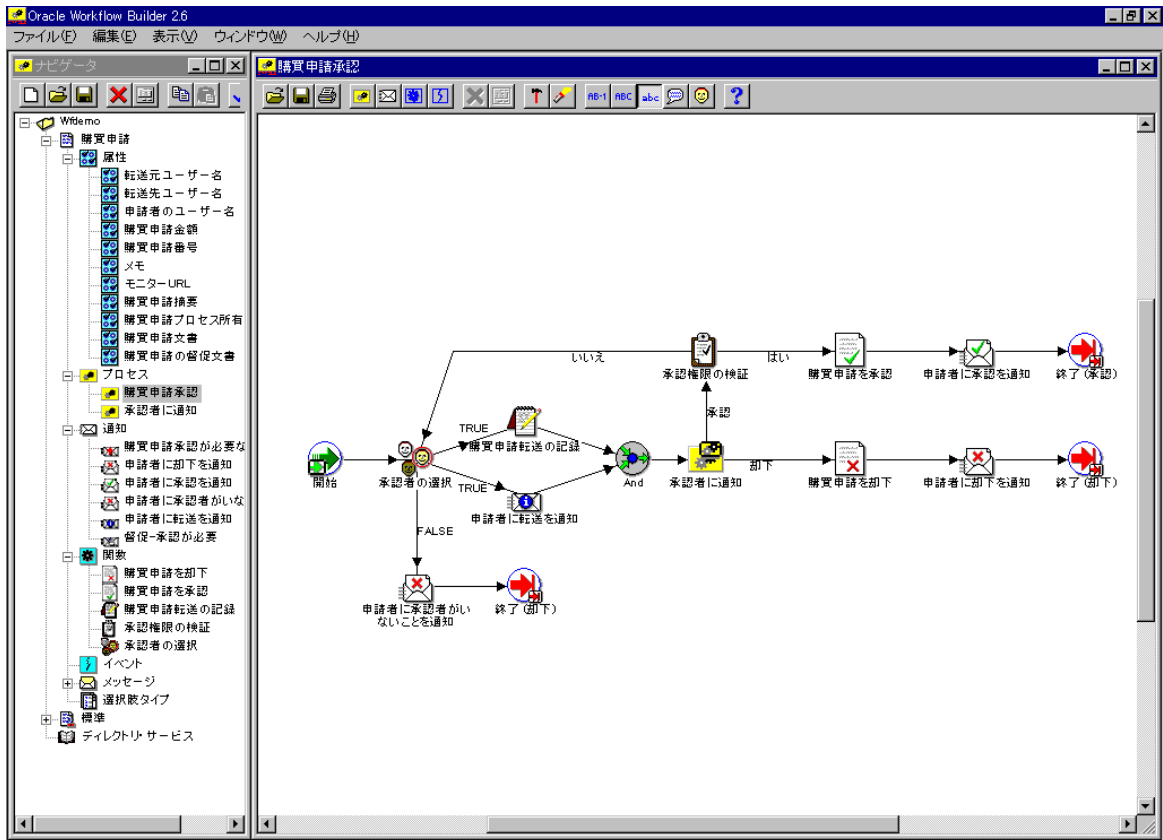 Oracle Workflow Builder 2.6
ファイル(F) 編集(E) 表示(V) ウィンドウ(W) ヘルプ(H)
ナビゲータ
Wfdemo
購買申請
属性
転送元ユーザー名
転送先ユーザー名
申請者のユーザー名
購買申請金額
購買申請番号
メモ
モニターURL
購買申請摘要
購買申請プロセス所有
購買申請文書
購買申請の督促文書
プロセス
購買申請承認
承認者に通知
通知
購買申請承認が必要な
申請者に却下を通知
申請者に承認を通知
申請者に承認者がいな
申請者に転送を通知
督促-承認が必要
関数
購買申請を却下
購買申請を承認
購買申請転送の記録
承認権限の検証
承認者の選択
イベント
メッセージ
選択肢タイプ
標準
ディレクトリ・サービス
購買申請承認
AB-1 ABC abc
いいえ
承認権限の検証
はい
購買申請を承認
申請者に承認を通知
終了(承認)
承認
開始
承認者の選択
TRUE
購買申請転送の記録
TRUE
申請者に転送を通知
And
承認者に通知
却下
購買申請を却下
申請者に却下を通知
終了(却下)
FALSE
申請者に承認者がい
ないことを通知
終了(却下)